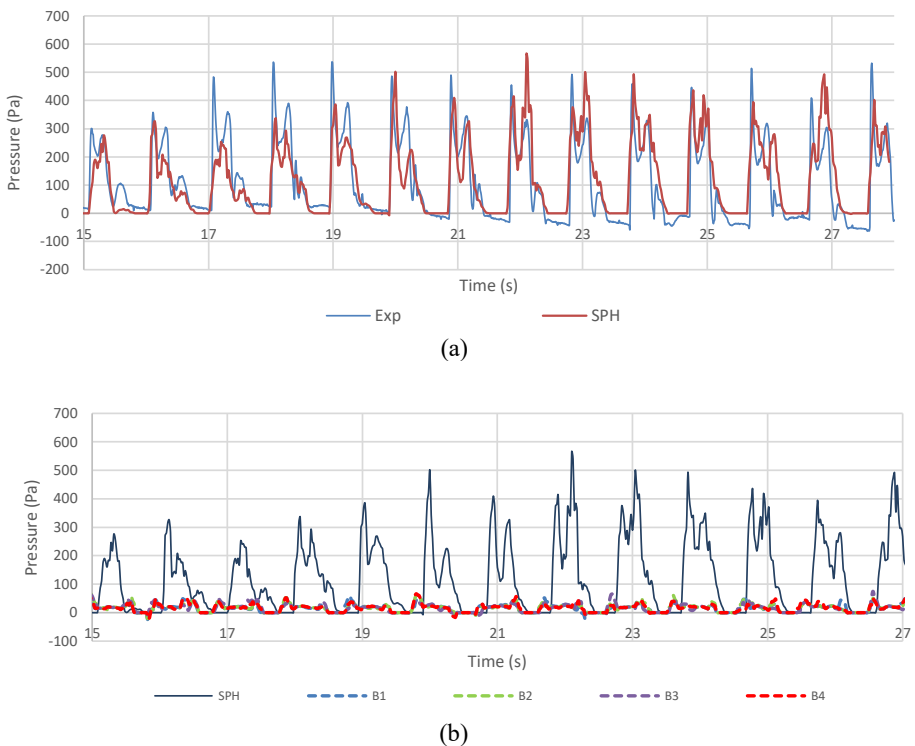 700
600
500
400
300
200
100
0
-100
-200
Pressure (Pa)
15 17 19 21 23 25 27
Time (s)
Exp SPH
(a)
700
600
500
400
300
200
100
0
-100
Pressure (Pa)
15 17 19 21 23 25 27
Time (s)
SPH B1 B2 B3 B4
(b)